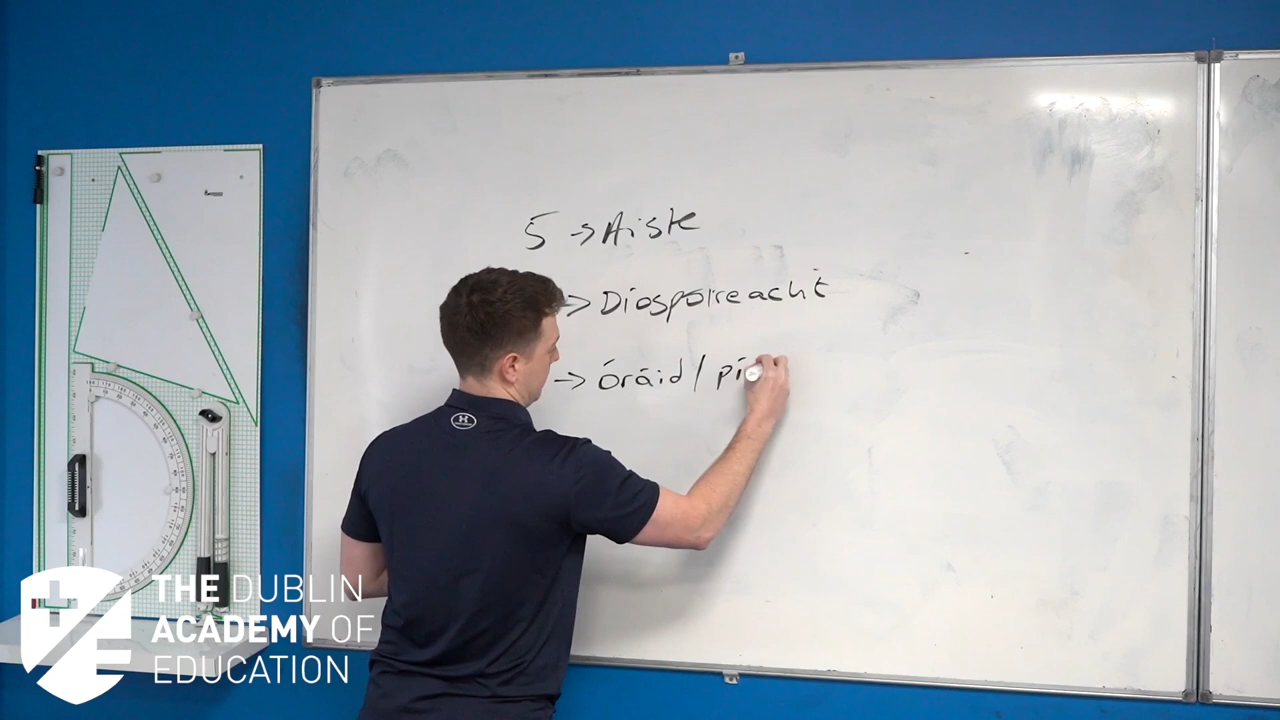 5 → Aiste
→ Díospóireacht
→ Óráid / pí
THE DUBLIN
ACADEMY OF
EDUCATION